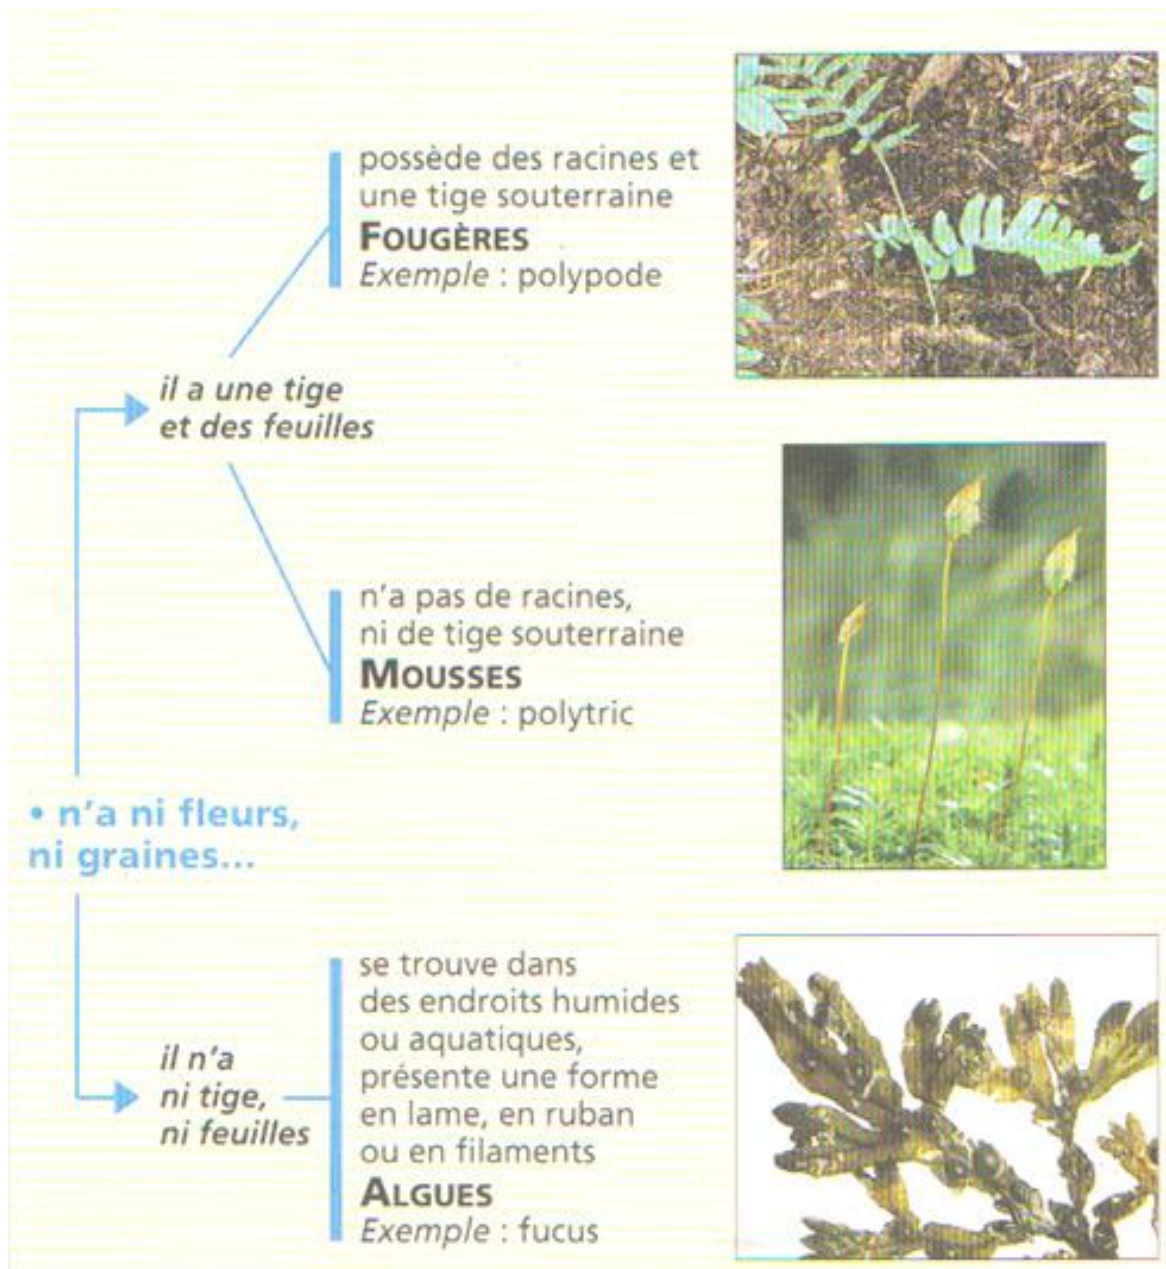 possède des racines et
une tige souterraine
FOUGÈRES
Exemple : polypode
il a une tige
et des feuilles
n'a pas de racines,
ni de tige souterraine
MOUSSES
Exemple : polytric
• n'a ni fleurs,
ni graines...
se trouve dans
des endroits humides
ou aquatiques,
présente une forme
en lame, en ruban
ou en filaments
ALGUES
Exemple : fucus
il n'a
ni tige,
ni feuilles